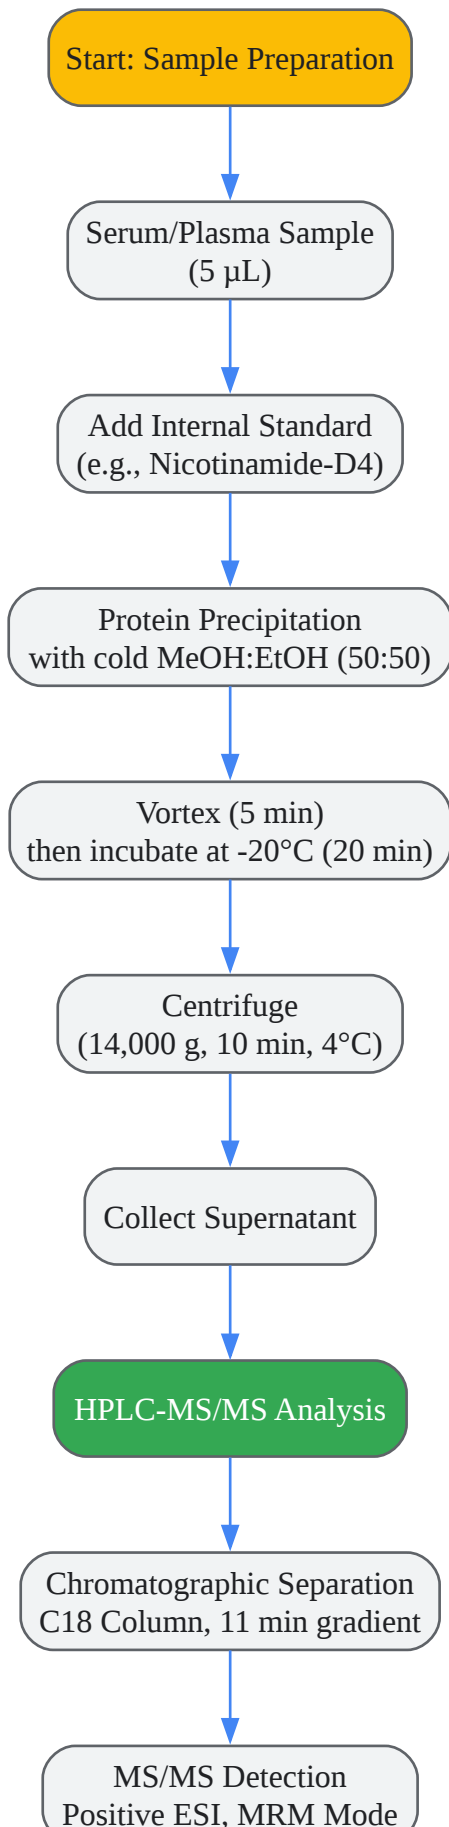 Start: Sample Preparation
Serum/Plasma Sample
(5 µL)
Add Internal Standard
(e.g., Nicotinamide-D4)
Protein Precipitation
with cold MeOH:EtOH (50:50)
Vortex (5 min)
then incubate at -20°C (20 min)
Centrifuge
(14,000 g, 10 min, 4°C)
Collect Supernatant
HPLC-MS/MS Analysis
Chromatographic Separation
C18 Column, 11 min gradient
MS/MS Detection
Positive ESI, MRM Mode